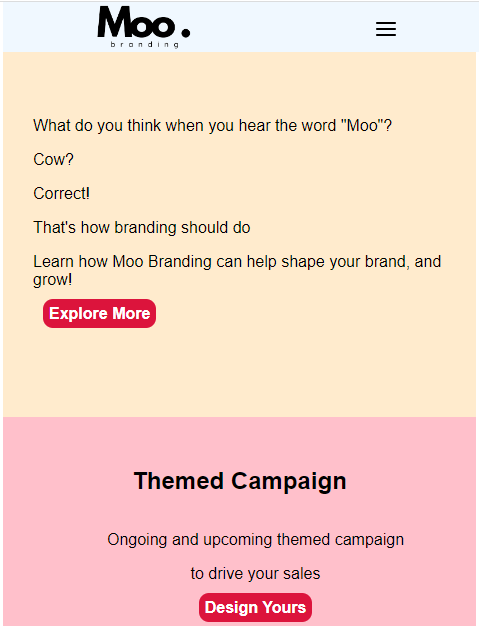 Moo.
branding
What do you think when you hear the word "Moo"?
Cow?
Correct!
That's how branding should do
Learn how Moo Branding can help shape your brand, and
grow!
Explore More
Themed Campaign
Ongoing and upcoming themed campaign
to drive your sales
Design Yours